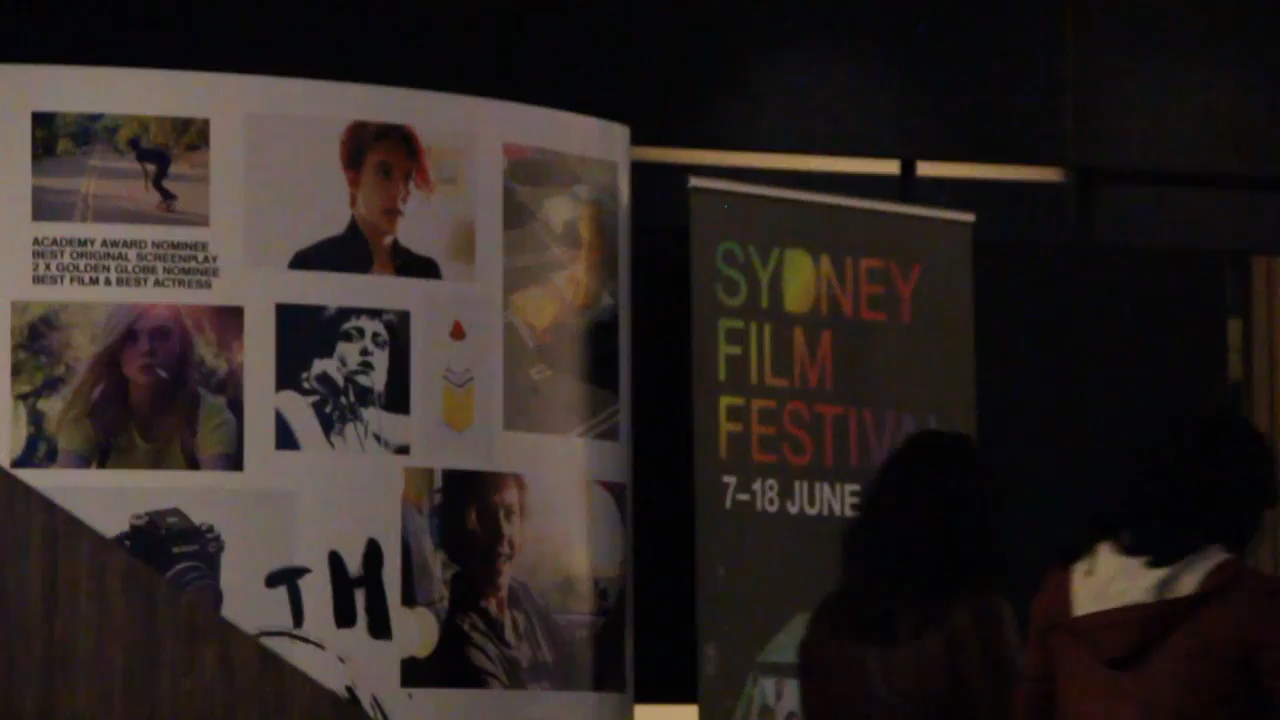 ACADEMY AWARD NOMINEE
BEST ORIGINAL SCREENPLAY
2 X GOLDEN GLOBE NOMINEE
BEST FILM & BEST ACTRESS
TH
SYDNEY
FILM
FESTIVAL
7–18 JUNE